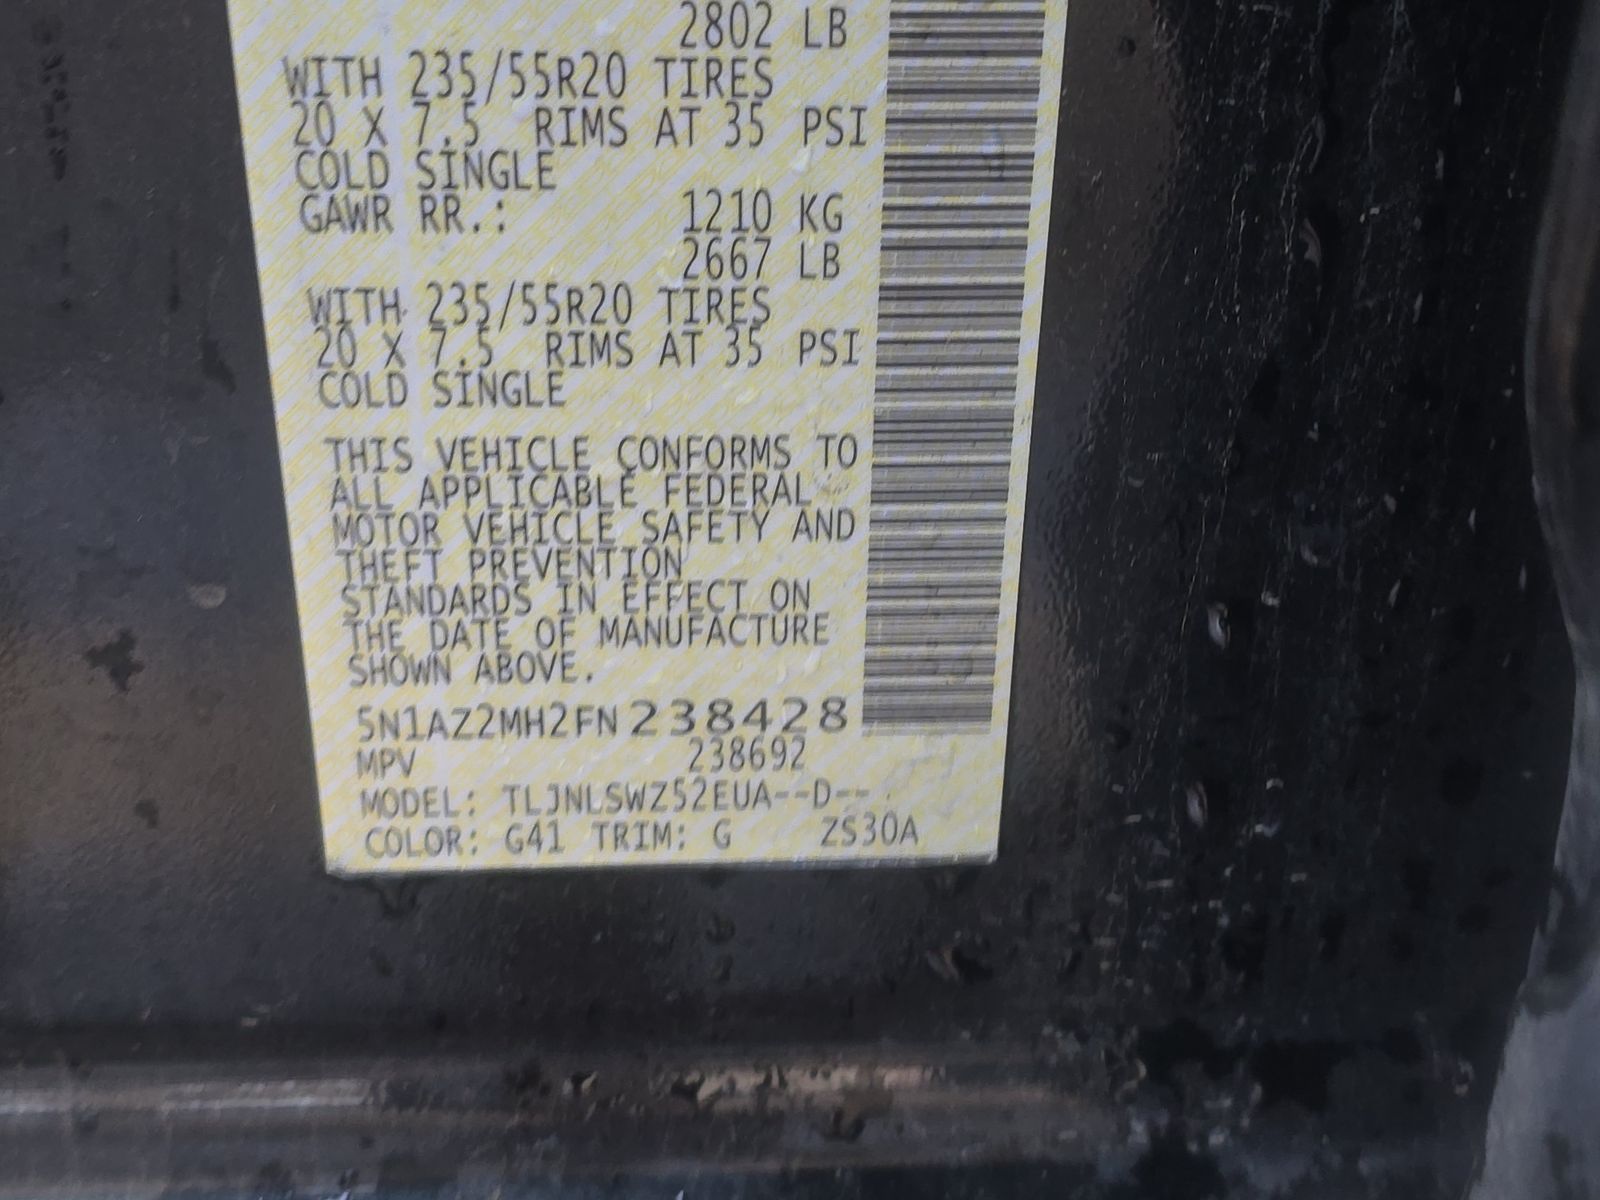 2802 LB
WITH 235/55R20 TIRES
20 X 7.5 RIMS AT 35 PSI
COLD SINGLE
GAWR RR.: 1210 KG
2667 LB
WITH 235/55R20 TIRES
20 X 7.5 RIMS AT 35 PSI
COLD SINGLE
THIS VEHICLE CONFORMS TO
ALL APPLICABLE FEDERAL
MOTOR VEHICLE SAFETY AND
THEFT PREVENTION
STANDARDS IN EFFECT ON
THE DATE OF MANUFACTURE
SHOWN ABOVE.
5N1AZ2MH2FN238428
MPV 238692
MODEL: TLJNLSWZ52EUA--D--
COLOR: G41 TRIM: G ZS30A